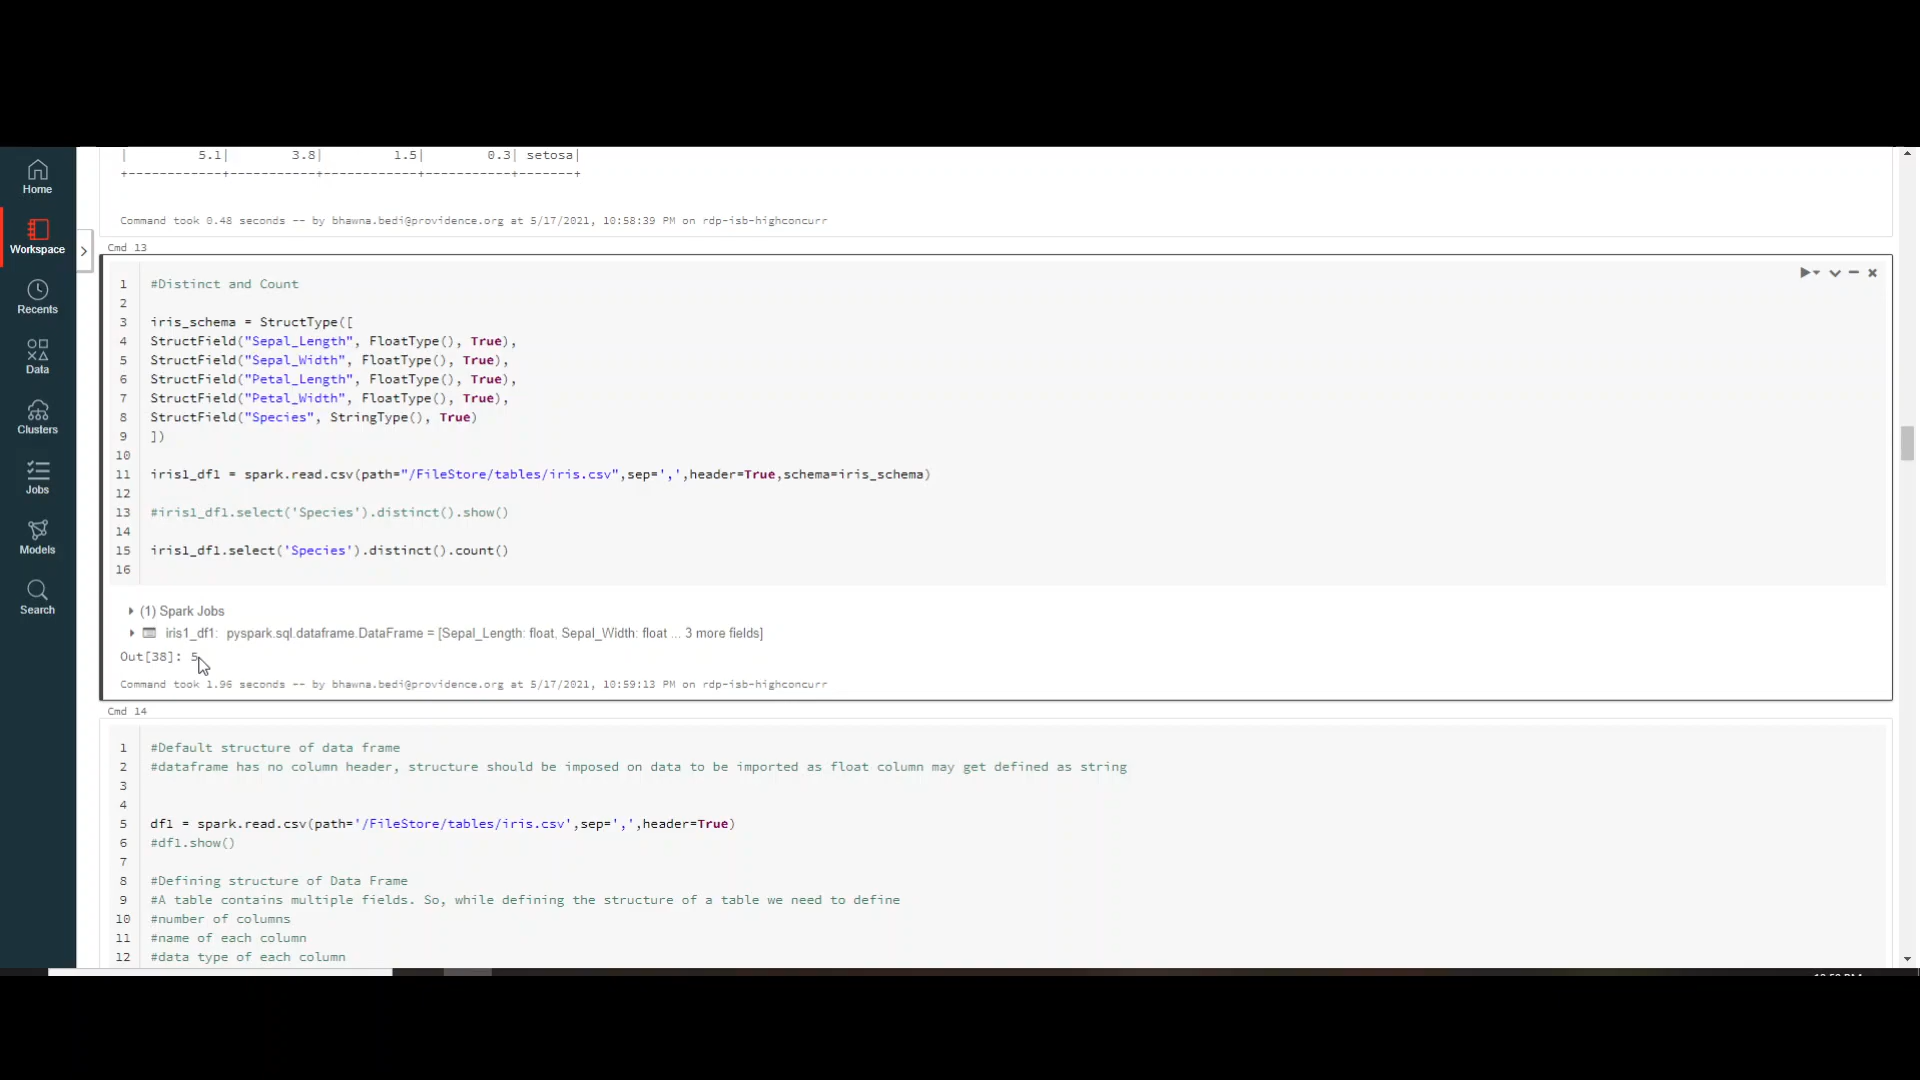 | 5.1| 3.8| 1.5| 0.3| setosa|
+------------+-----------+------------+-----------+-------+
Command took 0.48 seconds -- by bhawna.bedi@providence.org at 5/17/2021, 10:58:39 PM on rdp-isb-highconcurr
Home
Workspace
Recents
Data
Clusters
Jobs
Models
Search
Cmd 13
1 #Distinct and Count
2
3 iris_schema = StructType([
4 StructField("Sepal_Length", FloatType(), True),
5 StructField("Sepal_Width", FloatType(), True),
6 StructField("Petal_Length", FloatType(), True),
7 StructField("Petal_Width", FloatType(), True),
8 StructField("Species", StringType(), True)
9 ])
10
11 iris1_df1 = spark.read.csv(path="/FileStore/tables/iris.csv",sep=',',header=True,schema=iris_schema)
12
13 #iris1_df1.select('Species').distinct().show()
14
15 iris1_df1.select('Species').distinct().count()
16
(1) Spark Jobs
iris1_df1: pyspark.sql.dataframe.DataFrame = [Sepal_Length: float, Sepal_Width: float ... 3 more fields]
Out[38]: 5
Command took 1.96 seconds -- by bhawna.bedi@providence.org at 5/17/2021, 10:59:13 PM on rdp-isb-highconcurr
Cmd 14
1 #Default structure of data frame
2 #dataframe has no column header, structure should be imposed on data to be imported as float column may get defined as string
3
4
5 df1 = spark.read.csv(path='/FileStore/tables/iris.csv',sep=',',header=True)
6 #df1.show()
7
8 #Defining structure of Data Frame
9 #A table contains multiple fields. So, while defining the structure of a table we need to define
10 #number of columns
11 #name of each column
12 #data type of each column